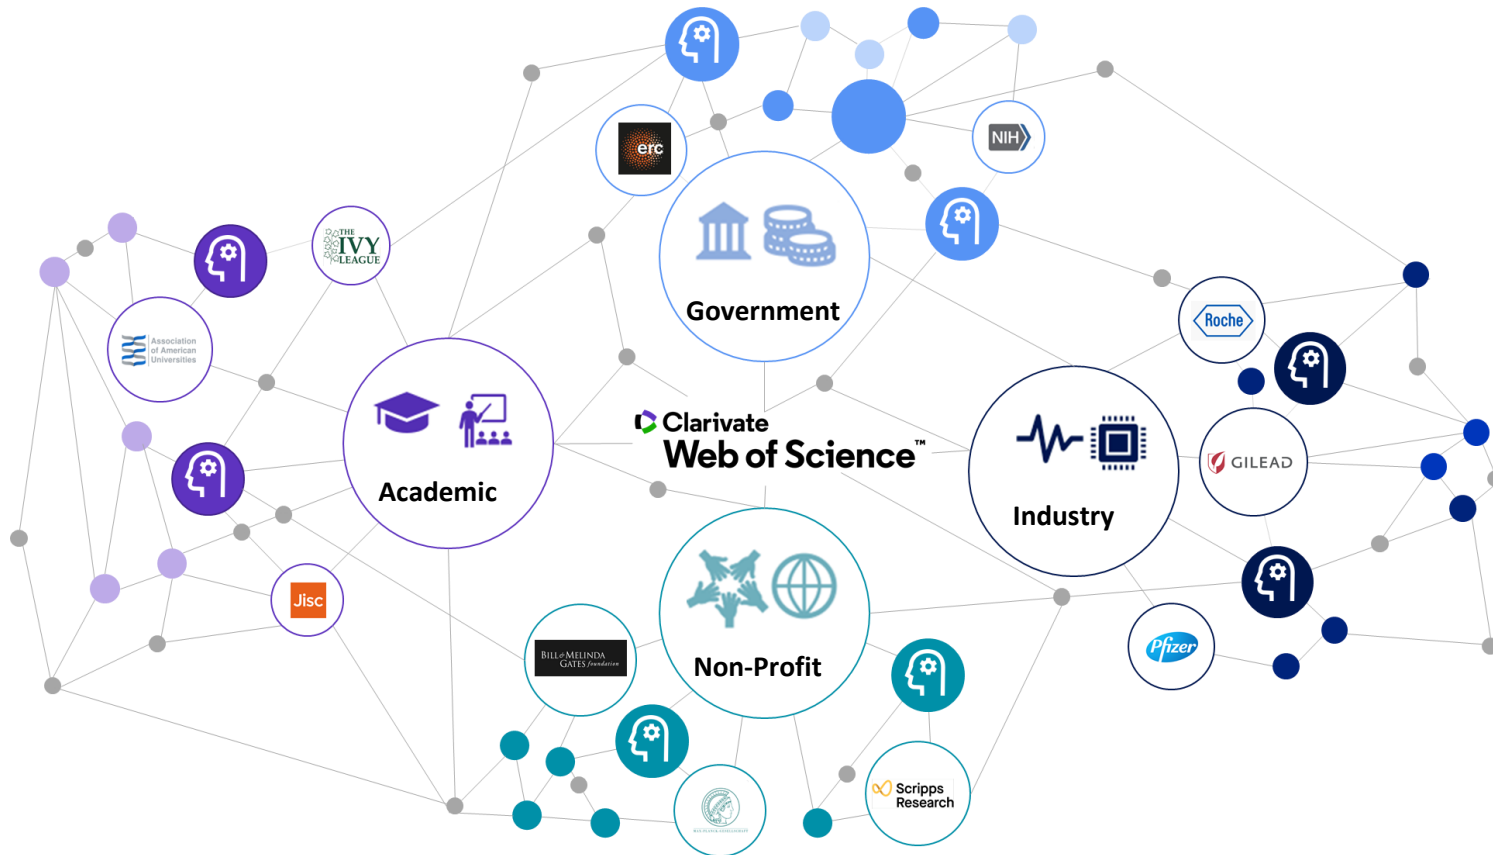 erc
NIH
THE
IVY
LEAGUE
Government
Association
of American
Universities
Roche
Clarivate
Web of Science™
Academic
GILEAD
Industry
Jisc
BILL & MELINDA
GATES foundation
Non-Profit
Pfizer
Scripps
Research